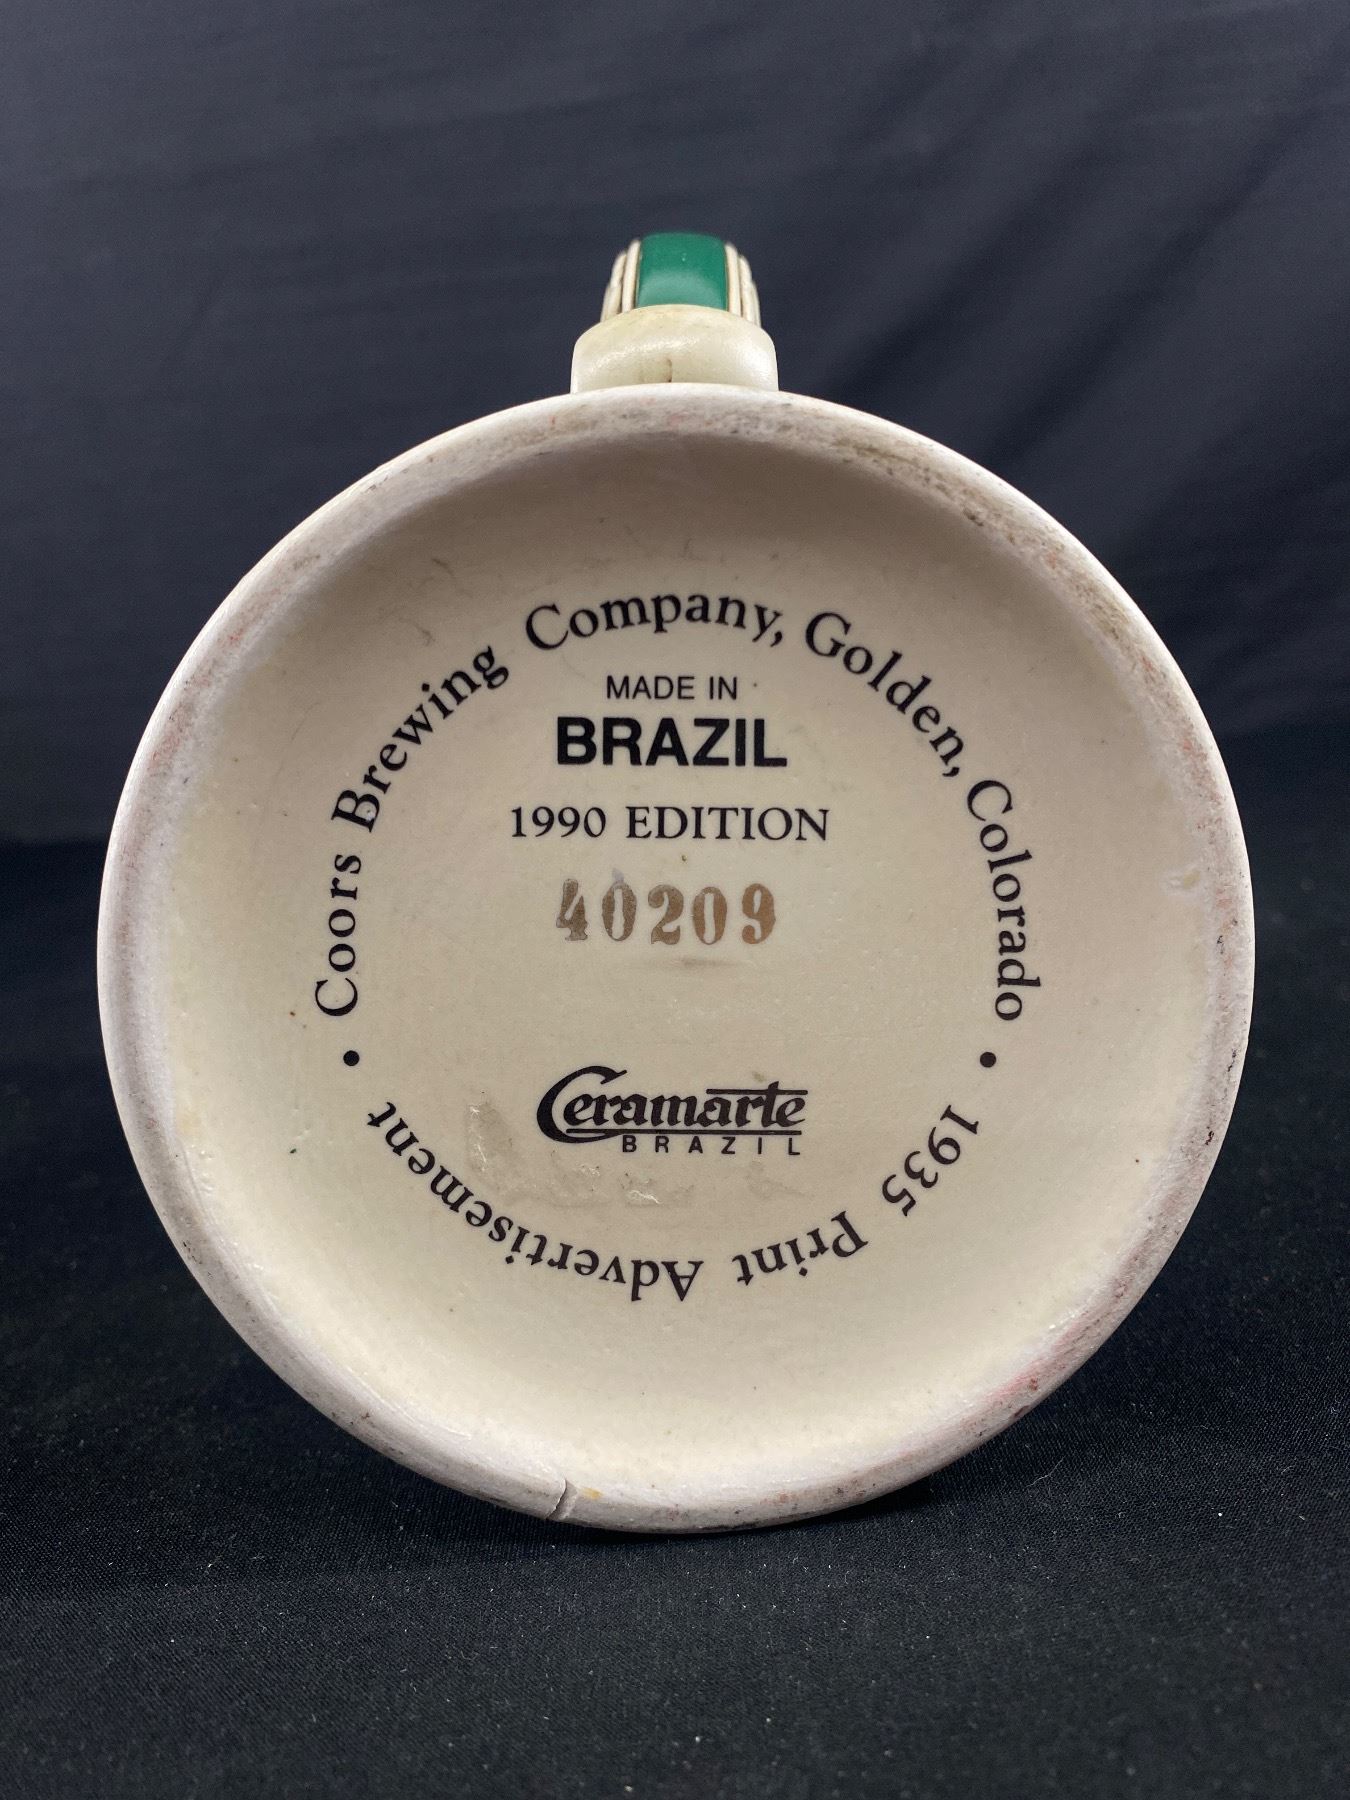 Coors Brewing Company, Golden, Colorado
MADE IN
BRAZIL
1990 EDITION
40209
Ceramarte
BRAZIL
• 1935 Print Advertisement •